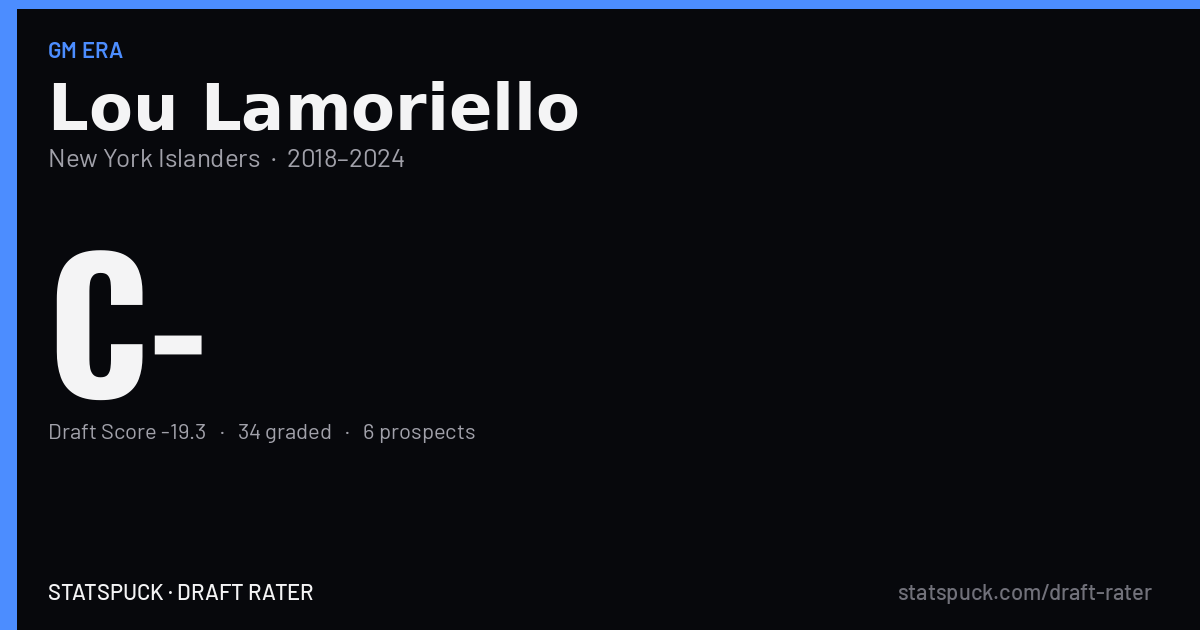 GM ERA
Lou Lamoriello
New York Islanders · 2018–2024
C-
Draft Score -19.3 · 34 graded · 6 prospects
STATSPUCK · DRAFT RATER
statspuck.com/draft-rater